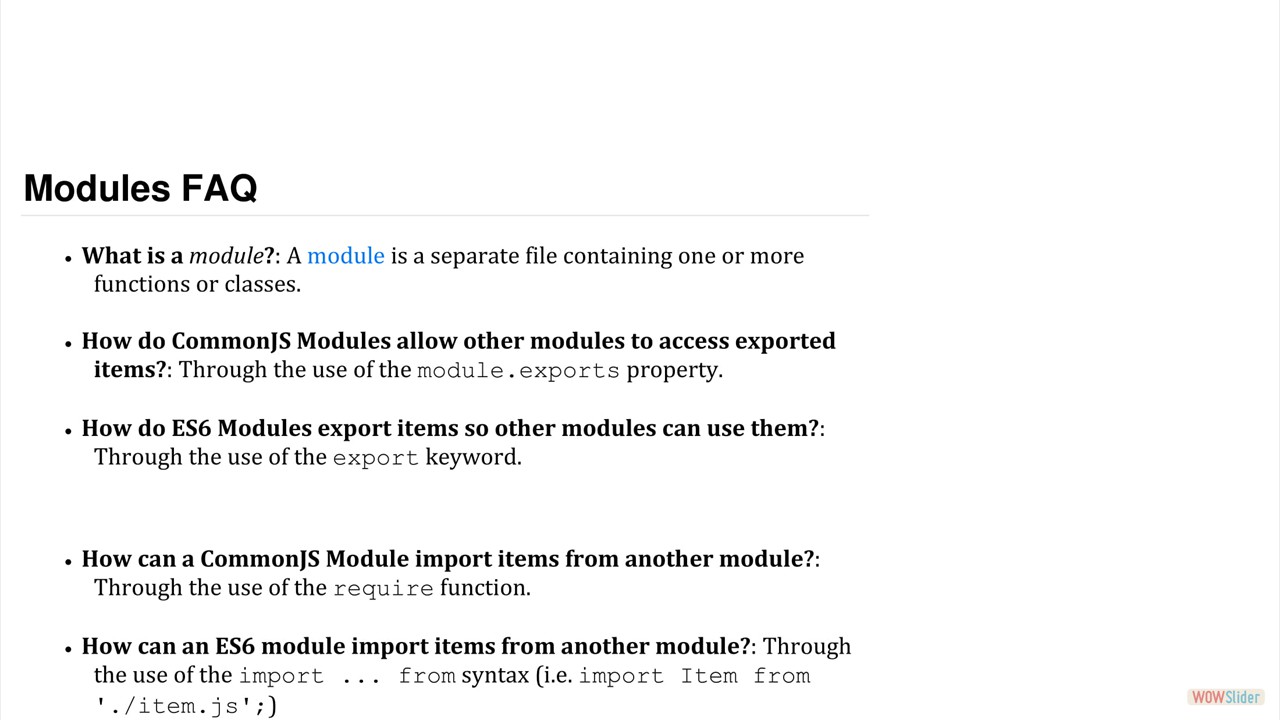 Modules FAQ
• What is a module?: A module is a separate file containing one or more
functions or classes.
• How do CommonJS Modules allow other modules to access exported
items?: Through the use of the module.exports property.
• How do ES6 Modules export items so other modules can use them?:
Through the use of the export keyword.
• How can a CommonJS Module import items from another module?:
Through the use of the require function.
• How can an ES6 module import items from another module?: Through
the use of the import ... from syntax (i.e. import Item from
'./item.js';)
WOWSlider